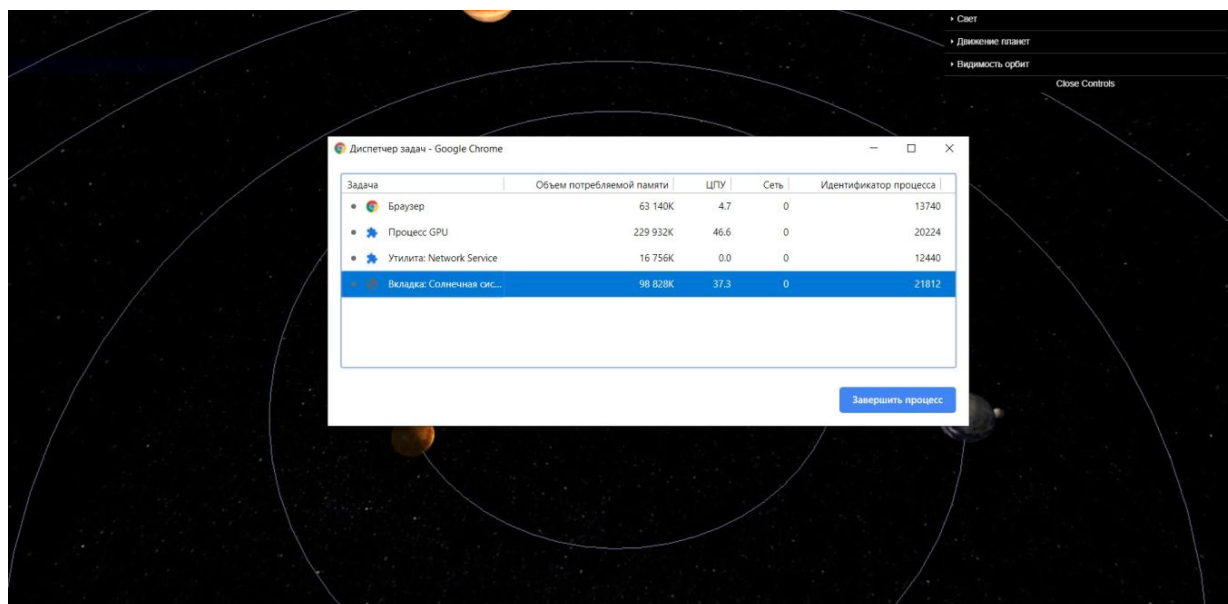 Свет
Движение планет
Видимость орбит
Close Controls
Диспетчер задач - Google Chrome
Задача Объем потребляемой памяти ЦПУ Сеть Идентификатор процесса
Браузер 63 140K 4.7 0 13740
Процесс GPU 229 932K 46.6 0 20224
Утилита: Network Service 16 756K 0.0 0 12440
Вкладка: Солнечная сис... 98 828K 37.3 0 21812
Завершить процесс